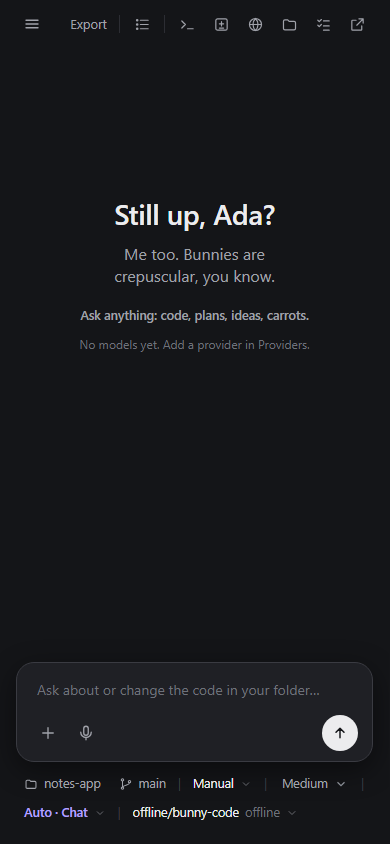 Export
Still up, Ada?
Me too. Bunnies are
crepuscular, you know.
Ask anything: code, plans, ideas, carrots.
No models yet. Add a provider in Providers.
Ask about or change the code in your folder...
notes-app main Manual Medium
Auto · Chat offline/bunny-code offline